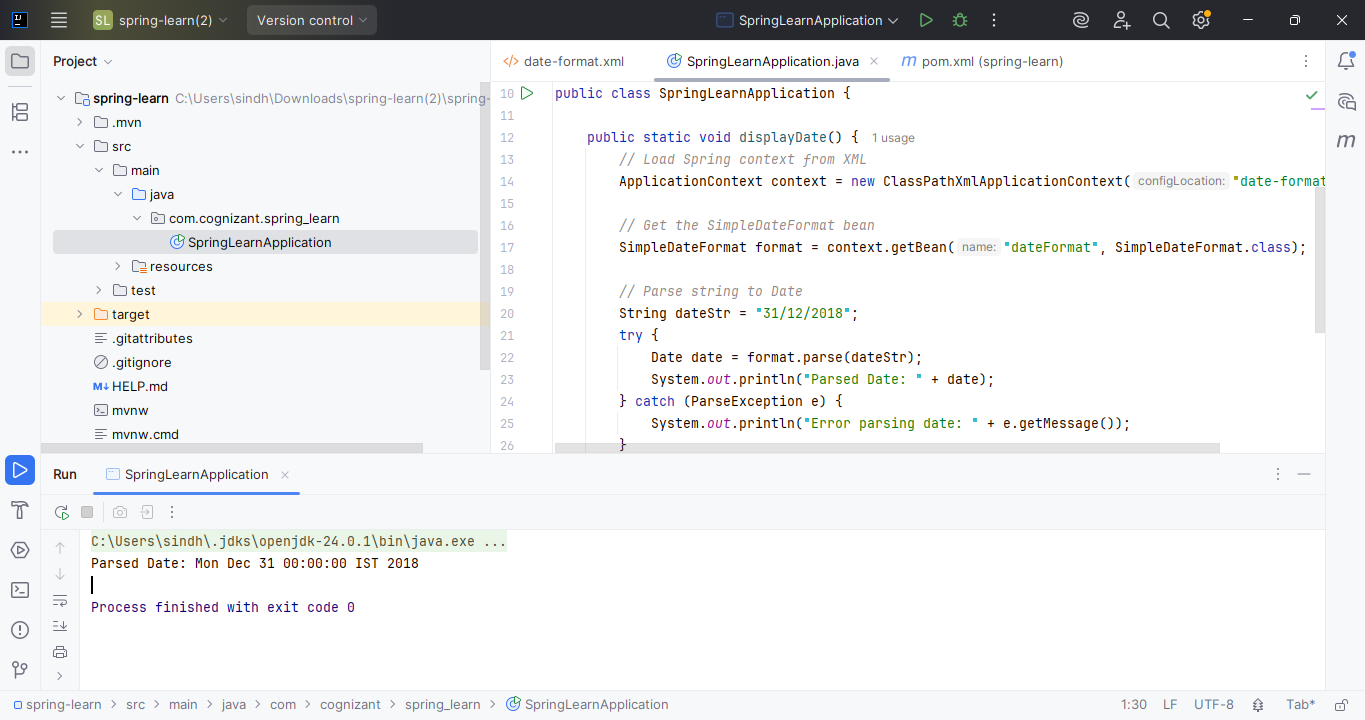 SL spring-learn(2) Version control SpringLearnApplication
Project
spring-learn C:\Users\sindh\Downloads\spring-learn(2)\spring-
.mvn
src
main
java
com.cognizant.spring_learn
SpringLearnApplication
resources
test
target
.gitattributes
.gitignore
M↓ HELP.md
mvnw
mvnw.cmd
date-format.xml SpringLearnApplication.java m pom.xml (spring-learn)
10 public class SpringLearnApplication {
11
12 public static void displayDate() { 1 usage
13 // Load Spring context from XML
14 ApplicationContext context = new ClassPathXmlApplicationContext( configLocation: "date-format
15
16 // Get the SimpleDateFormat bean
17 SimpleDateFormat format = context.getBean( name: "dateFormat", SimpleDateFormat.class);
18
19 // Parse string to Date
20 String dateStr = "31/12/2018";
21 try {
22 Date date = format.parse(dateStr);
23 System.out.println("Parsed Date: " + date);
24 } catch (ParseException e) {
25 System.out.println("Error parsing date: " + e.getMessage());
26 }
m
Run SpringLearnApplication
C:\Users\sindh\.jdks\openjdk-24.0.1\bin\java.exe ...
Parsed Date: Mon Dec 31 00:00:00 IST 2018
Process finished with exit code 0
spring-learn > src > main > java > com > cognizant > spring_learn > SpringLearnApplication 1:30 LF UTF-8 Tab*